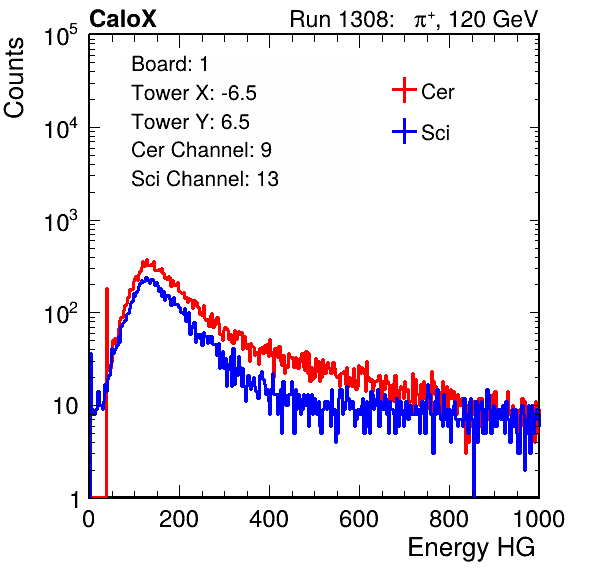 CaloX Run 1308: π⁺, 120 GeV
Counts
10⁵
10⁴
10³
10²
10
1
Board: 1
Tower X: -6.5
Tower Y: 6.5
Cer Channel: 9
Sci Channel: 13
Cer
Sci
0 200 400 600 800 1000
Energy HG